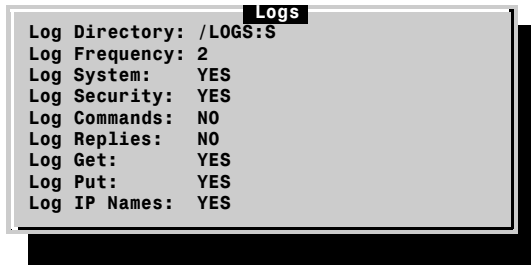 Logs
Log Directory: /LOGS:S
Log Frequency: 2
Log System: YES
Log Security: YES
Log Commands: NO
Log Replies: NO
Log Get: YES
Log Put: YES
Log IP Names: YES